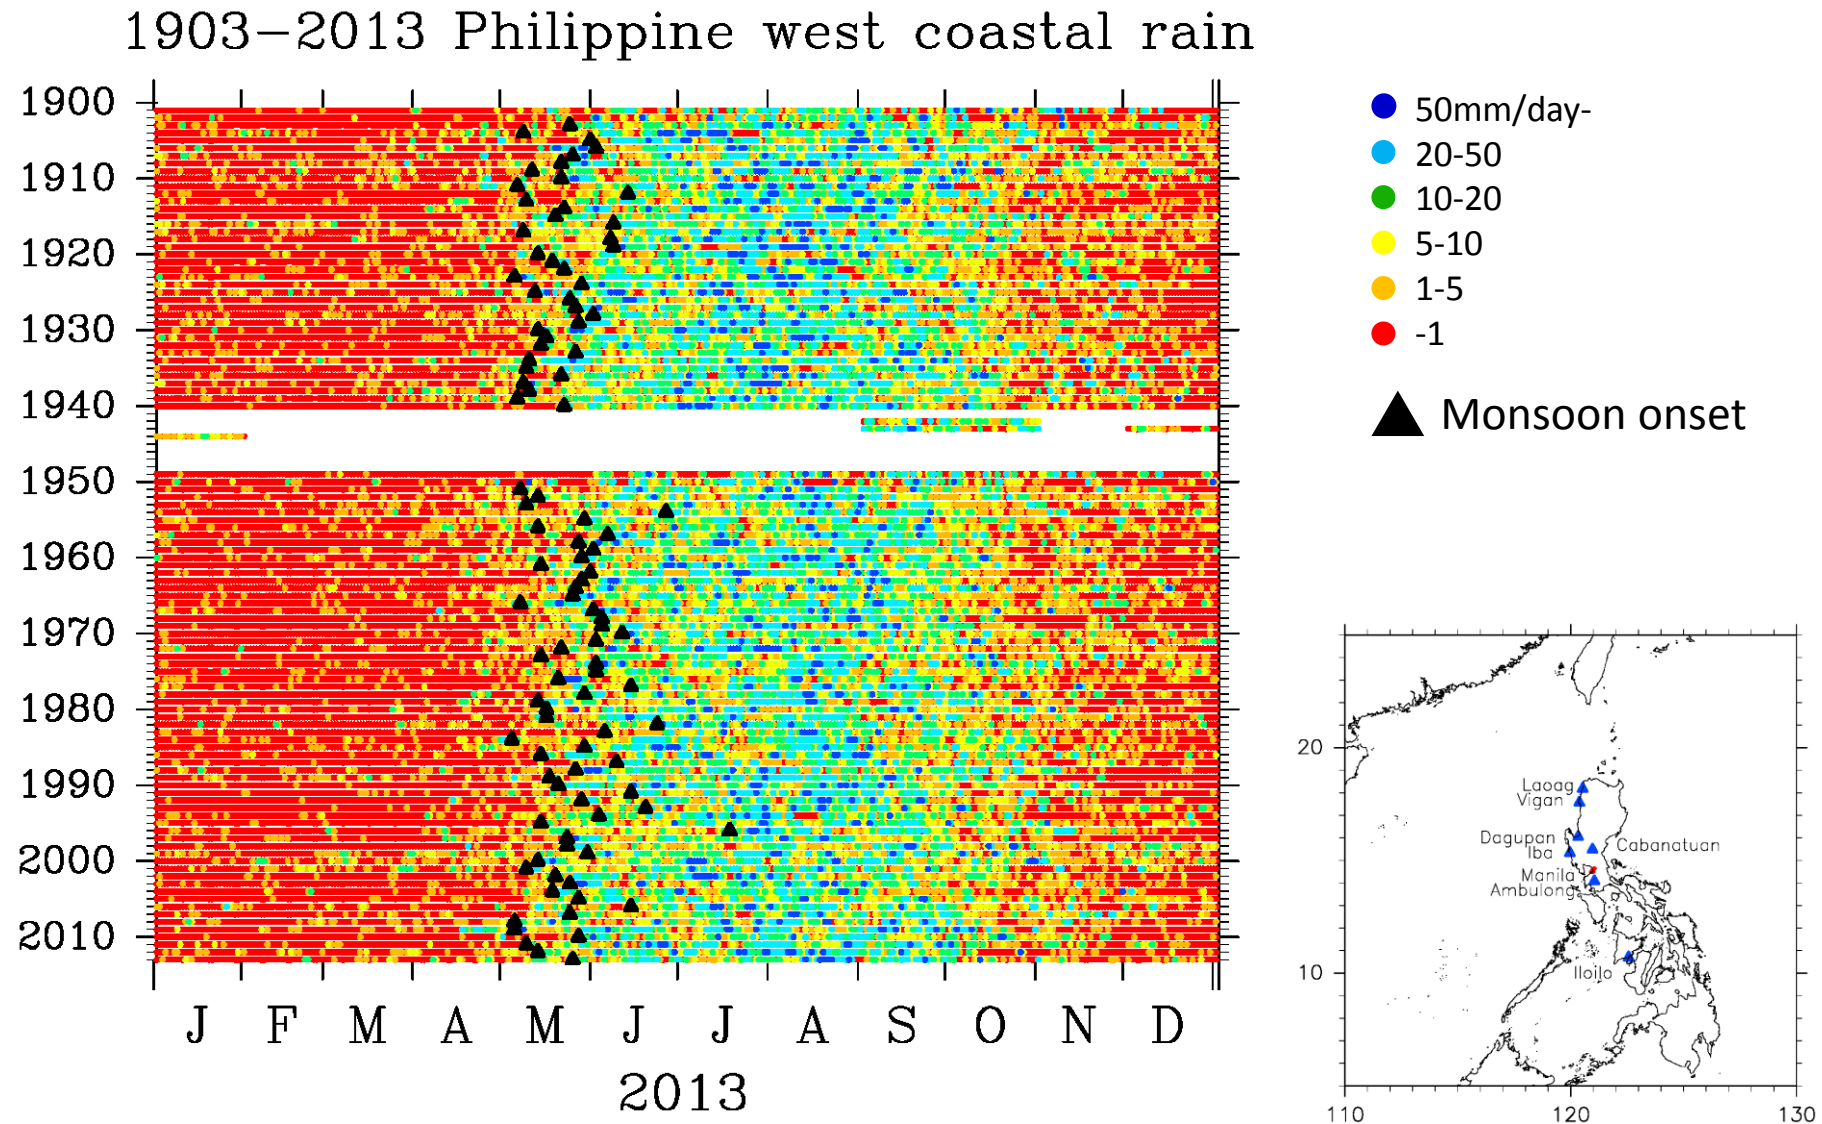 1903-2013 Philippine west coastal rain
1900
1910
1920
1930
1940
1950
1960
1970
1980
1990
2000
2010
J F M A M J J A S O N D
2013
50mm/day-
20-50
10-20
5-10
1-5
-1
Monsoon onset
20
10
110 120 130
Laoag
Vigan
Dagupan
Iba
Cabanatuan
Manila
Ambulong
Iloilo